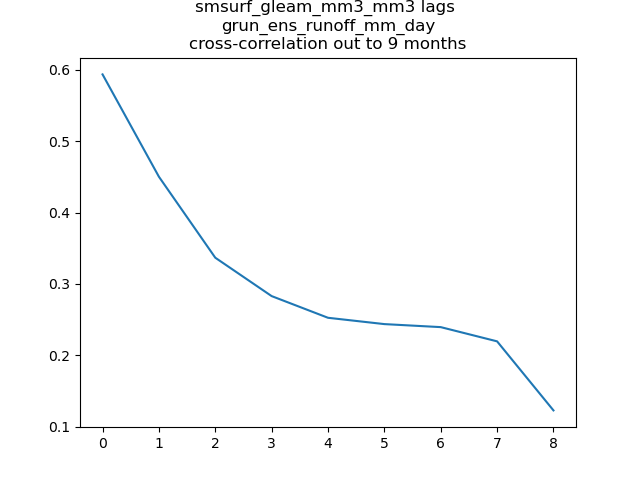 smsurf_gleam_mm3_mm3 lags
grun_ens_runoff_mm_day
cross-correlation out to 9 months
0.6
0.5
0.4
0.3
0.2
0.1
0 1 2 3 4 5 6 7 8